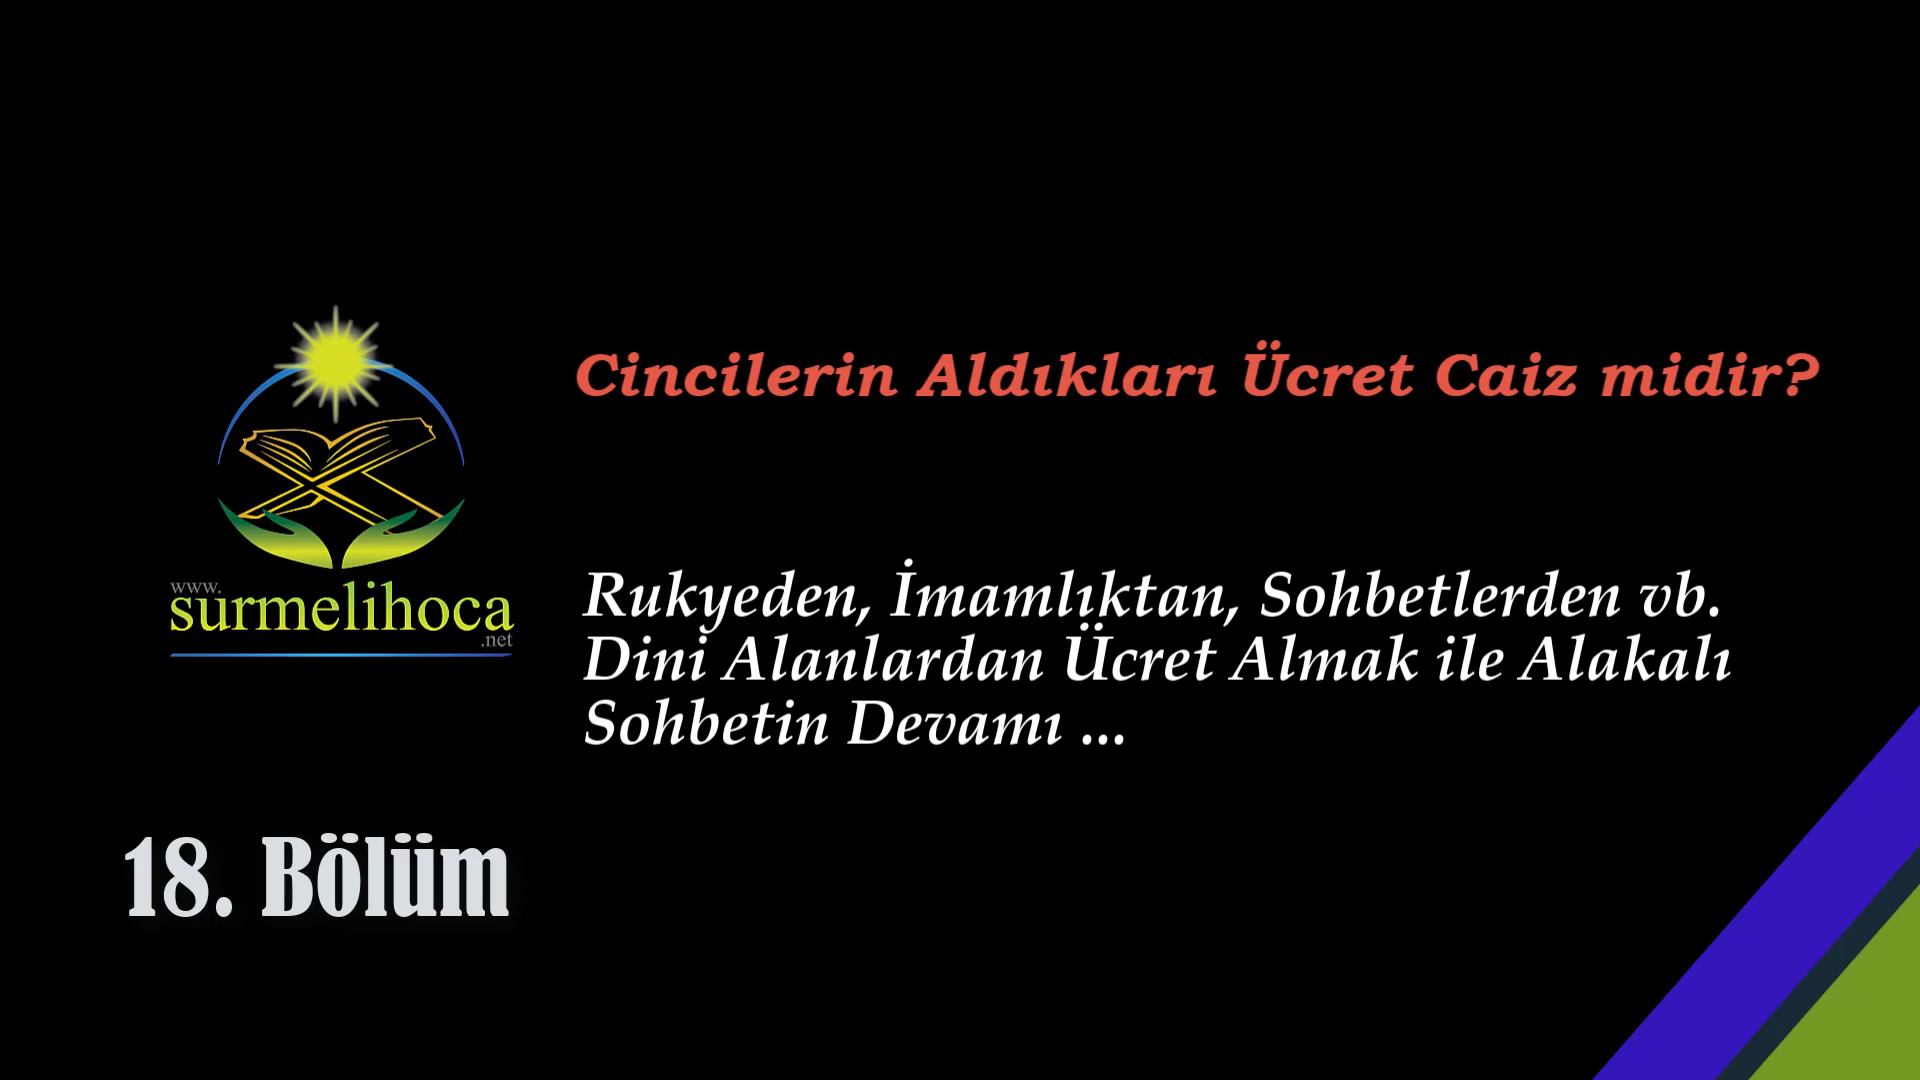 Cincilerin Aldıkları Ücret Caiz midir?
www.
surmelihoca
.net
Rukyeden, İmamlıktan, Sohbetlerden vb.
Dini Alanlardan Ücret Almak ile Alakalı
Sohbetin Devamı ...
18. Bölüm